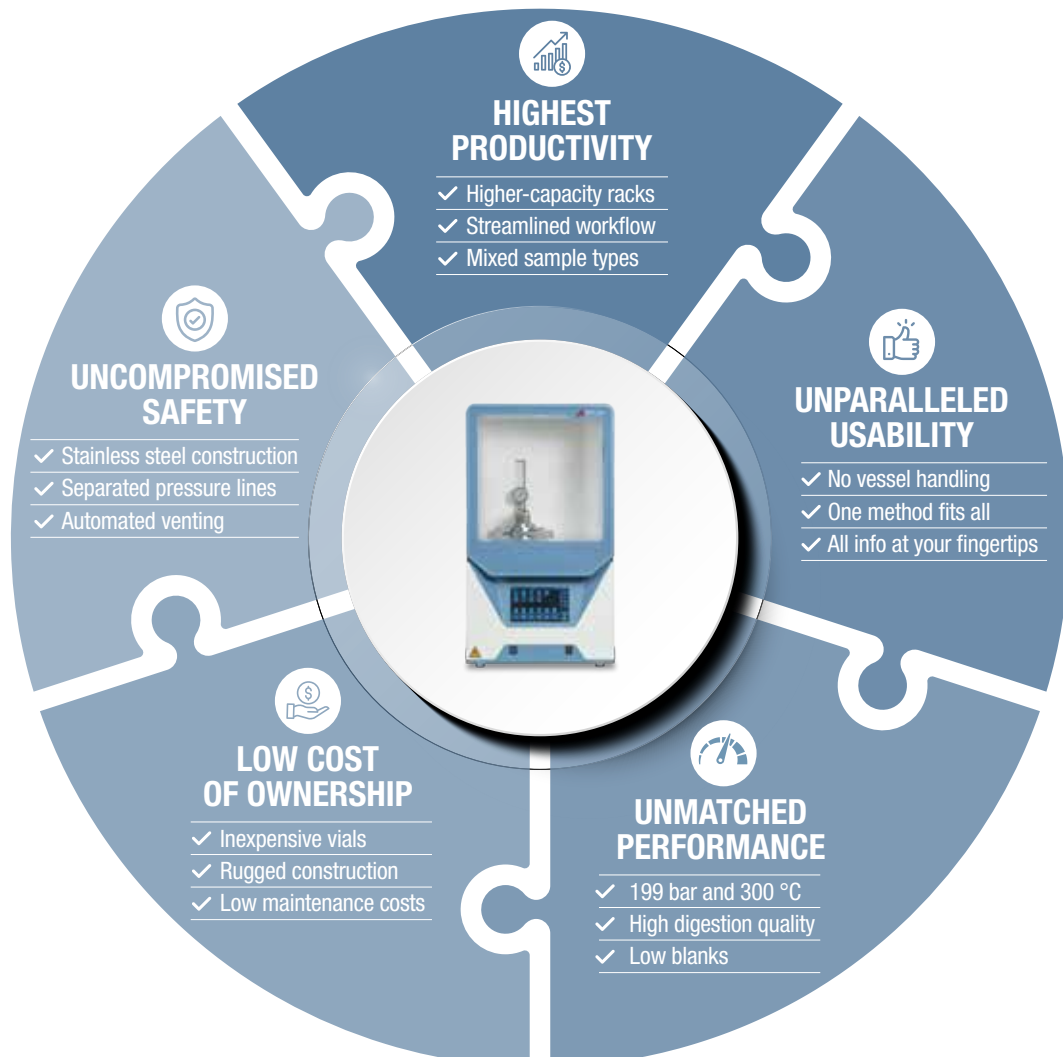 HIGHEST
PRODUCTIVITY
Higher-capacity racks
Streamlined workflow
Mixed sample types
UNPARALLELED
USABILITY
No vessel handling
One method fits all
All info at your fingertips
UNMATCHED
PERFORMANCE
199 bar and 300 °C
High digestion quality
Low blanks
LOW COST
OF OWNERSHIP
Inexpensive vials
Rugged construction
Low maintenance costs
UNCOMPROMISED
SAFETY
Stainless steel construction
Separated pressure lines
Automated venting